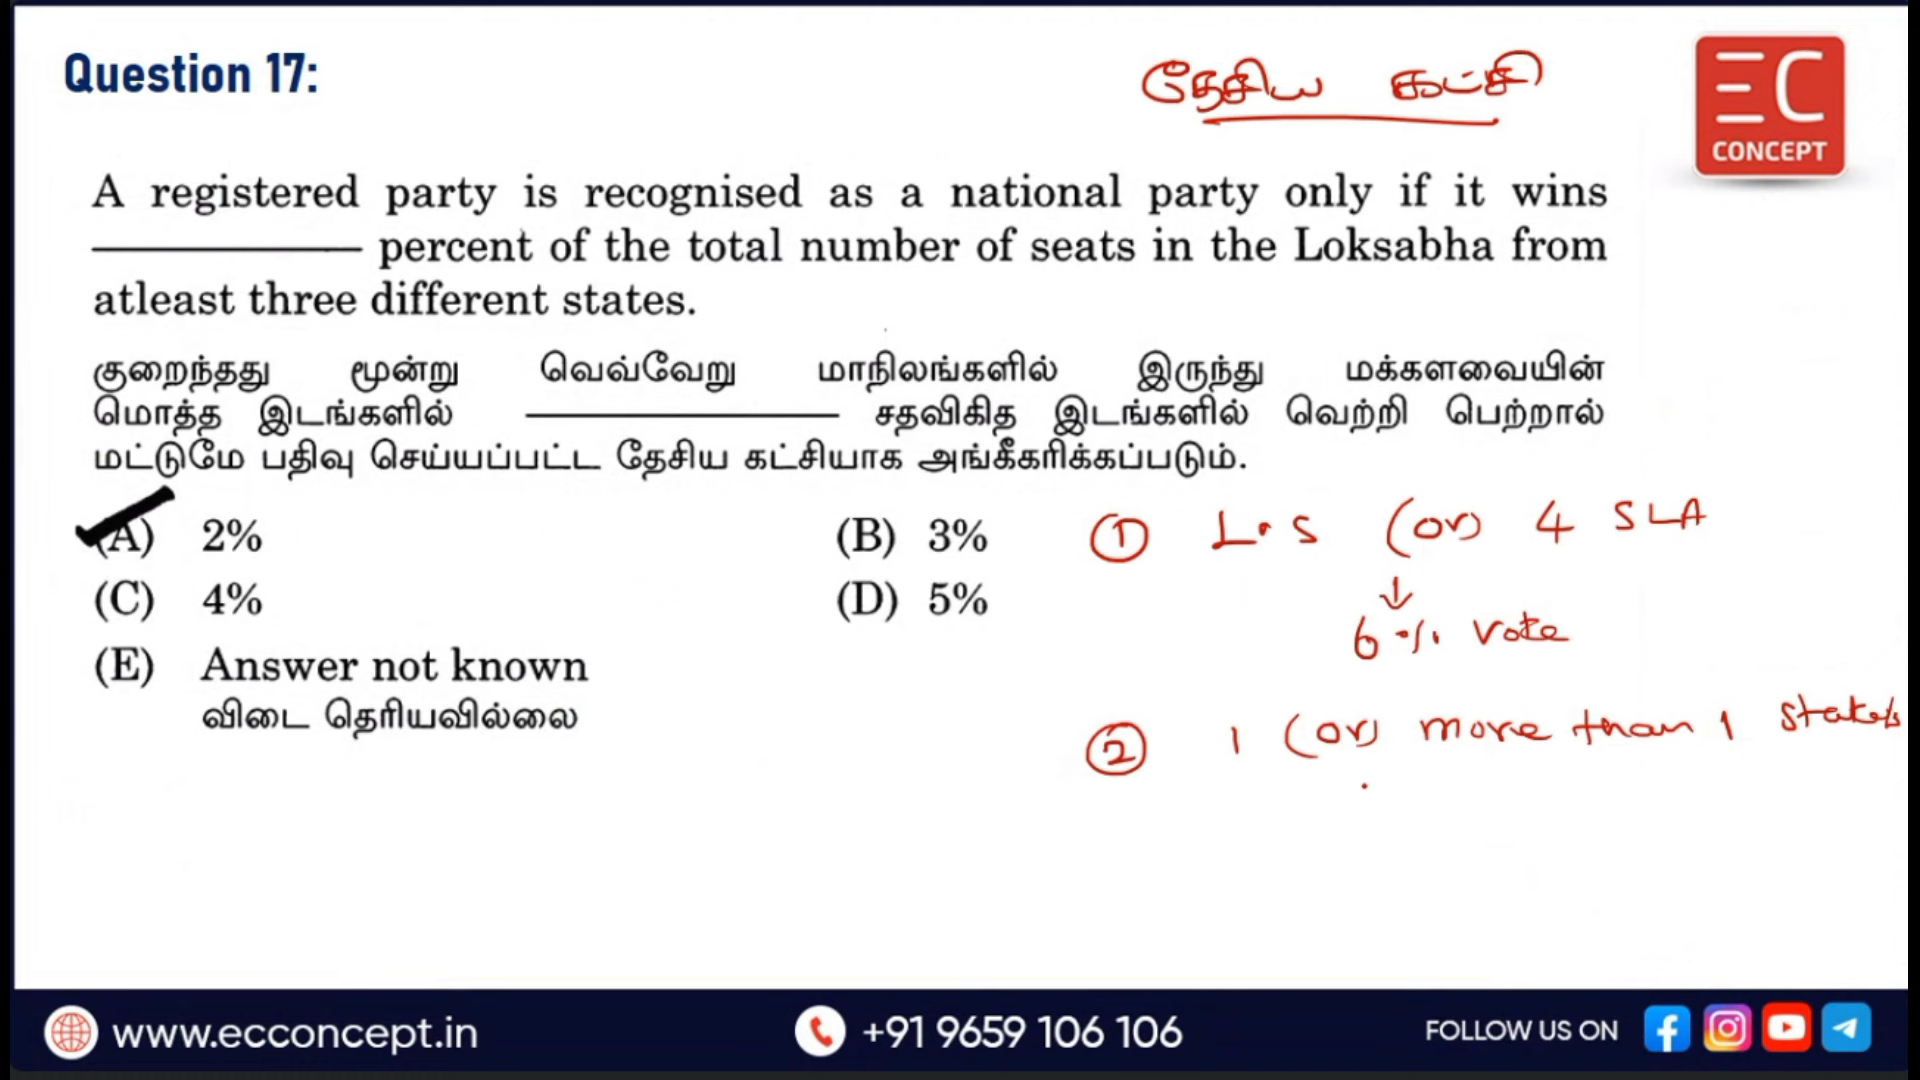 Question 17:
தேசிய கட்சி
EC
CONCEPT
A registered party is recognised as a national party only if it wins
__________ percent of the total number of seats in the Loksabha from
atleast three different states.
குறைந்தது மூன்று வெவ்வேறு மாநிலங்களில் இருந்து மக்களவையின்
மொத்த இடங்களில் __________ சதவிகித இடங்களில் வெற்றி பெற்றால்
மட்டுமே பதிவு செய்யப்பட்ட தேசிய கட்சியாக அங்கீகரிக்கப்படும்.
(A) 2% (B) 3%
(C) 4% (D) 5%
(E) Answer not known
விடை தெரியவில்லை
① L.S (or) 4 SLA
↓
6 % vote
② 1 (or) more than 1 states
www.ecconcept.in +91 9659 106 106 FOLLOW US ON